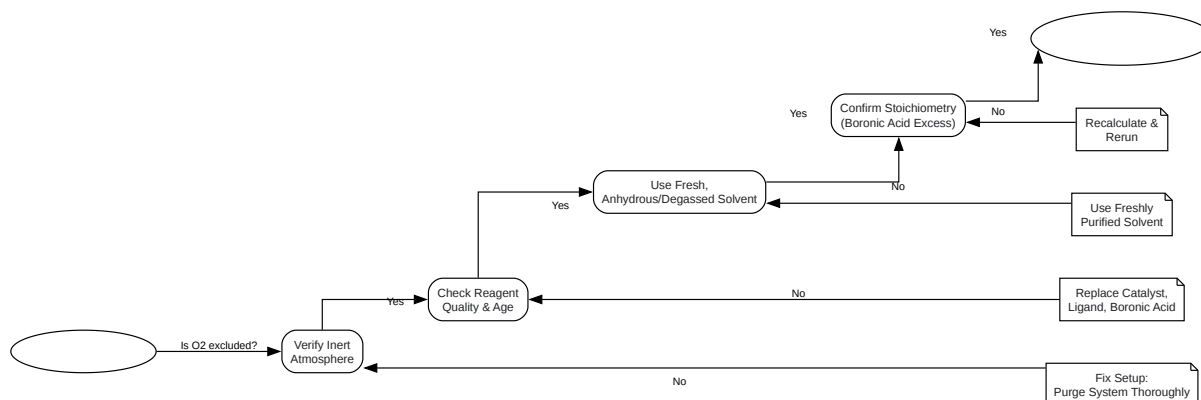 Yes
Confirm Stoichiometry
(Boronic Acid Excess)
Yes
No
Recalculate &
Rerun
Use Fresh,
Anhydrous/Degassed Solvent
No
Yes
Use Freshly
Purified Solvent
Check Reagent
Quality & Age
Yes
No
Replace Catalyst,
Ligand, Boronic Acid
Is O2 excluded?
Verify Inert
Atmosphere
No
Fix Setup:
Purge System Thoroughly